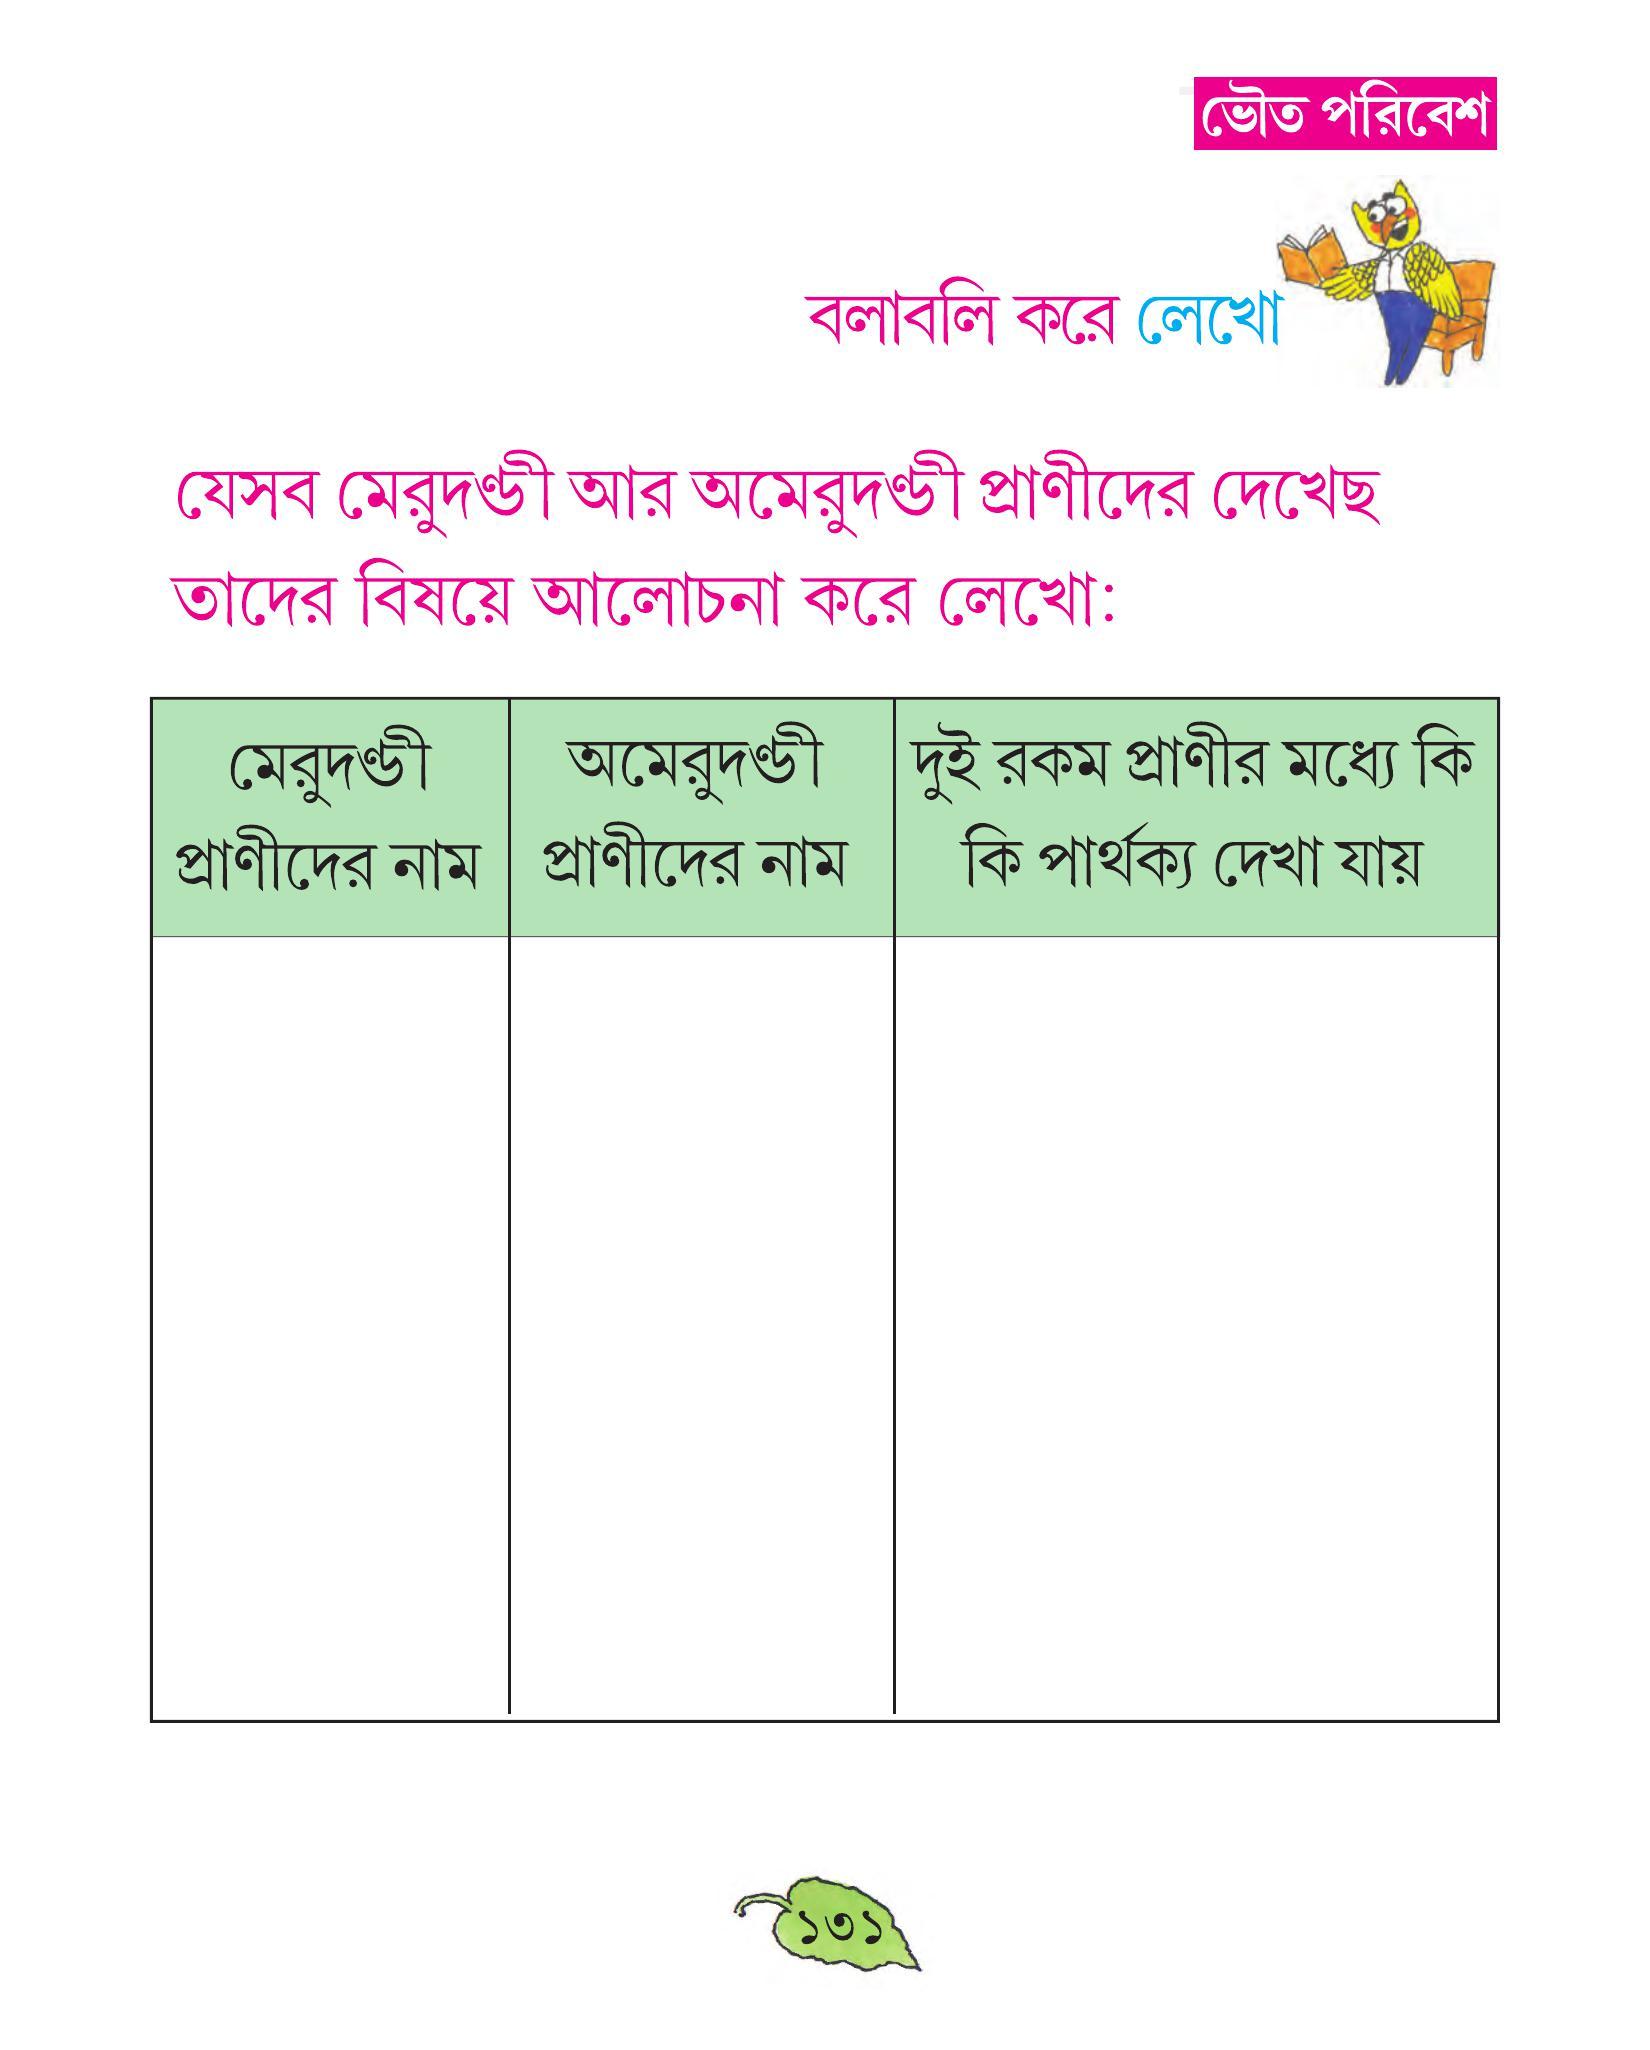 ভৌত পরিবেশ
বলাবলি করে লেখো
যেসব মেরুদণ্ডী আর অমেরুদণ্ডী প্রাণীদের দেখেছ
তাদের বিষয়ে আলোচনা করে লেখো:
মেরুদণ্ডী
প্রাণীদের নাম
অমেরুদণ্ডী
প্রাণীদের নাম
দুই রকম প্রাণীর মধ্যে কি
কি পার্থক্য দেখা যায়
১৩১